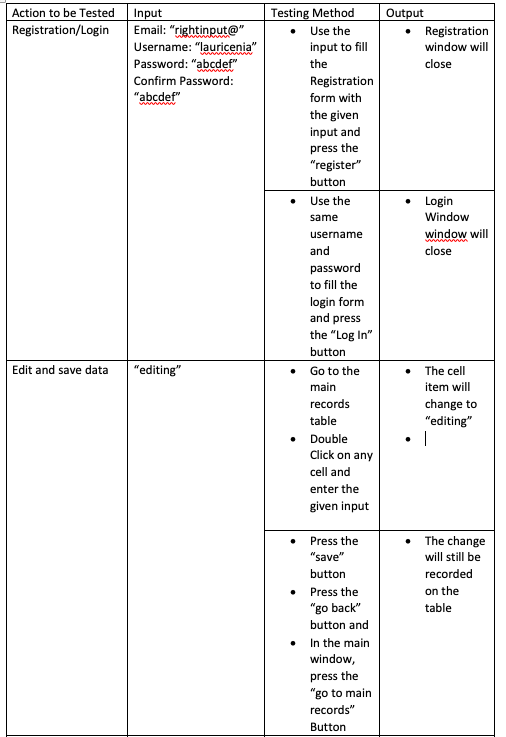 Action to be Tested
Input
Testing Method
Output
Registration/Login
Email: “rightinput@”
Username: “lauricenia”
Password: “abcdef”
Confirm Password:
“abcdef”
• Use the
input to fill
the
Registration
form with
the given
input and
press the
“register”
button
• Registration
window will
close
• Use the
same
username
and
password
to fill the
login form
and press
the “Log In”
button
• Login
Window
window will
close
Edit and save data
“editing”
• Go to the
main
records
table
• Double
Click on any
cell and
enter the
given input
• The cell
item will
change to
“editing”
•
• Press the
“save”
button
• Press the
“go back”
button and
• In the main
window,
press the
“go to main
records”
Button
• The change
will still be
recorded
on the
table